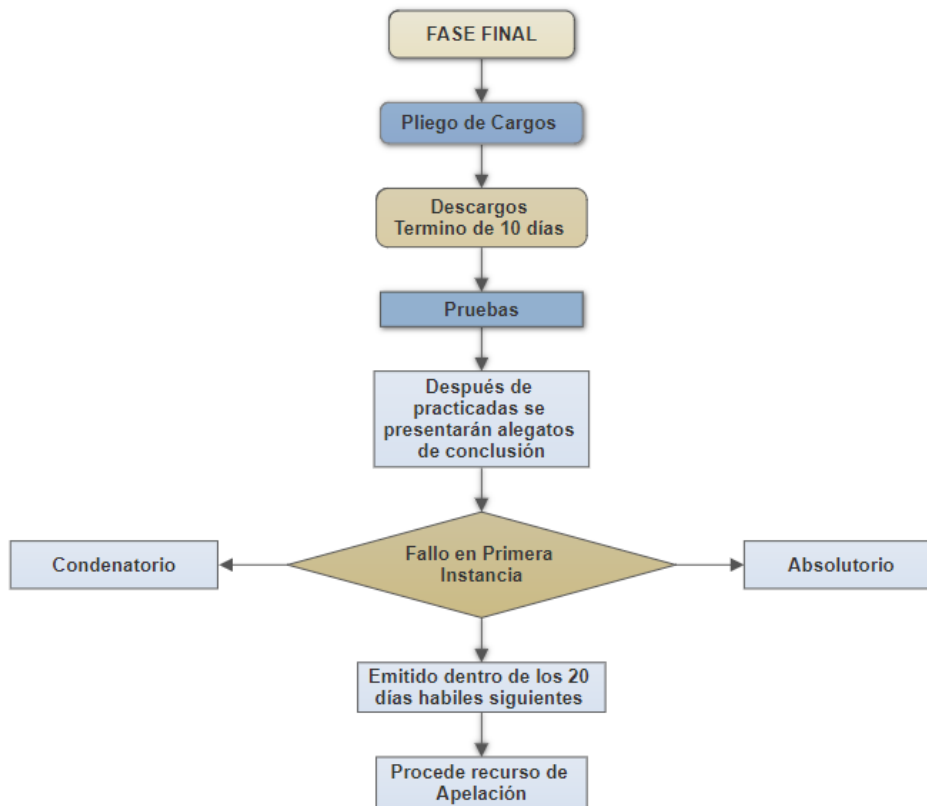 FASE FINAL
Pliego de Cargos
Descargos
Termino de 10 días
Pruebas
Después de
practicadas se
presentarán alegatos
de conclusión
Condenatorio
Fallo en Primera
Instancia
Absolutorio
Emitido dentro de los 20
días habiles siguientes
Procede recurso de
Apelación